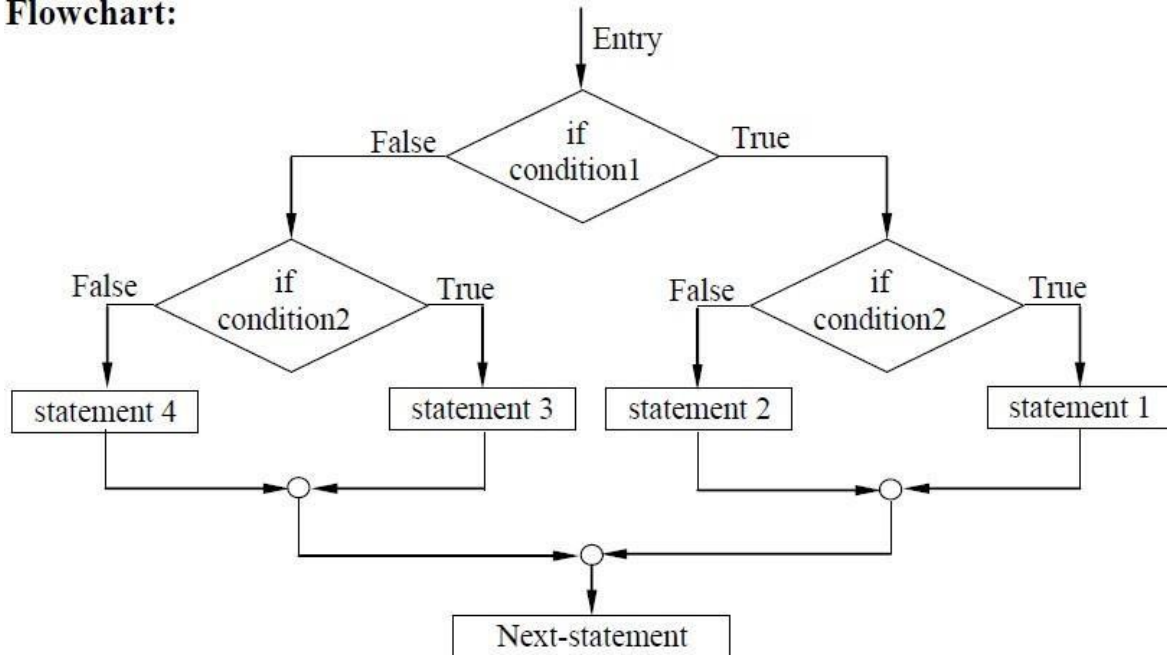 Flowchart:
Entry
False
if
condition1
True
False
if
condition2
True
False
if
condition2
True
statement 4
statement 3
statement 2
statement 1
Next-statement